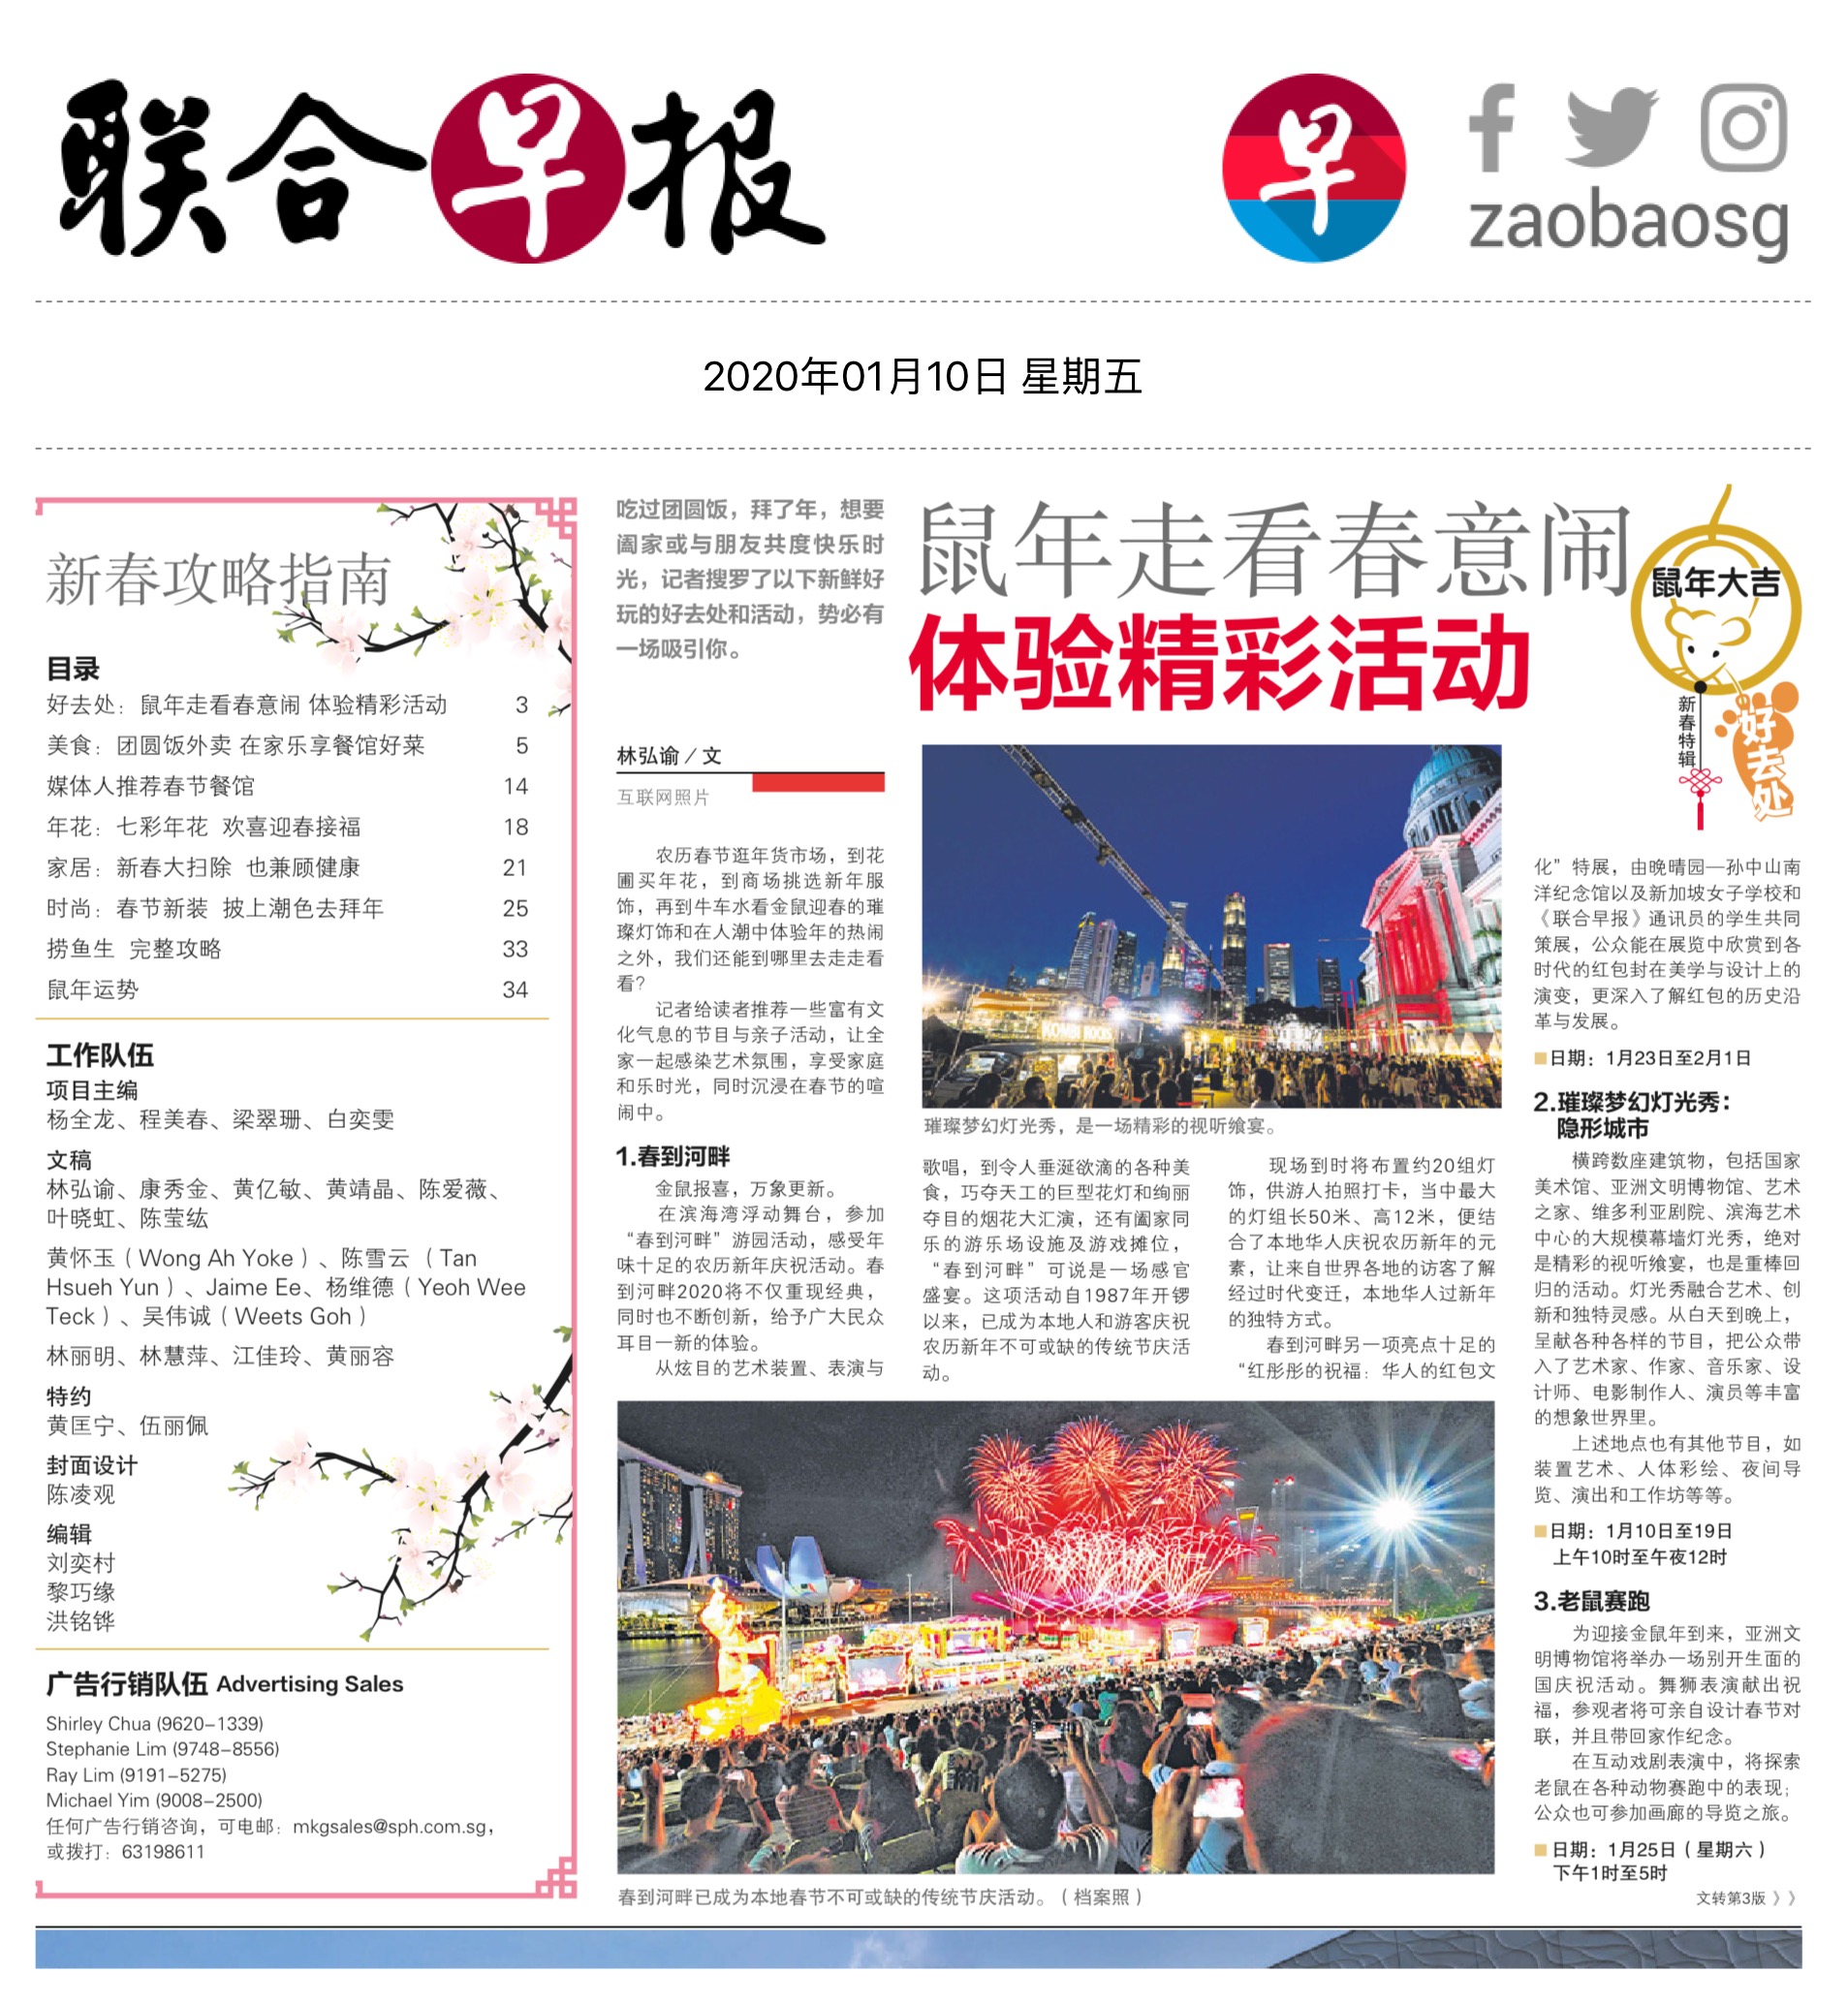 联合早报
早
zaobaosg
2020年01月10日 星期五
新春攻略指南
目录
好去处：鼠年走看春意闹 体验精彩活动 3
美食：团圆饭外卖 在家乐享餐馆好菜 5
媒体人推荐春节餐馆 14
年花：七彩年花 欢喜迎春接福 18
家居：新春大扫除 也兼顾健康 21
时尚：春节新装 披上潮色去拜年 25
捞鱼生 完整攻略 33
鼠年运势 34
工作队伍
项目主编
杨全龙、程美春、梁翠珊、白奕雯
文稿
林弘谕、康秀金、黄亿敏、黄靖晶、陈爱薇、
叶晓虹、陈莹纮
黄怀玉（Wong Ah Yoke）、陈雪云 （Tan
Hsueh Yun）、Jaime Ee、杨维德（Yeoh Wee
Teck）、吴伟诚（Weets Goh）
林丽明、林慧萍、江佳玲、黄丽容
特约
黄匡宁、伍丽佩
封面设计
陈凌观
编辑
刘奕村
黎巧缘
洪铭铧
广告行销队伍 Advertising Sales
Shirley Chua (9620-1339)
Stephanie Lim (9748-8556)
Ray Lim (9191-5275)
Michael Yim (9008-2500)
任何广告行销咨询，可电邮：mkgsales@sph.com.sg，
或拨打：63198611
吃过团圆饭，拜了年，想要
阖家或与朋友共度快乐时
光，记者搜罗了以下新鲜好
玩的好去处和活动，势必有
一场吸引你。
鼠年走看春意闹
体验精彩活动
鼠年大吉
新春特辑
好去处
林弘谕／文
互联网照片
农历春节逛年货市场，到花
圃买年花，到商场挑选新年服
饰，再到牛车水看金鼠迎春的璀
璨灯饰和在人潮中体验年的热闹
之外，我们还能到哪里去走走看
看？
记者给读者推荐一些富有文
化气息的节目与亲子活动，让全
家一起感染艺术氛围，享受家庭
和乐时光，同时沉浸在春节的喧
闹中。
1.春到河畔
金鼠报喜，万象更新。
在滨海湾浮动舞台，参加
“春到河畔”游园活动，感受年
味十足的农历新年庆祝活动。春
到河畔2020将不仅重现经典，
同时也不断创新，给予广大民众
耳目一新的体验。
从炫目的艺术装置、表演与
KOMBI ROCKS
璀璨梦幻灯光秀，是一场精彩的视听飨宴。
歌唱，到令人垂涎欲滴的各种美
食，巧夺天工的巨型花灯和绚丽
夺目的烟花大汇演，还有阖家同
乐的游乐场设施及游戏摊位，
“春到河畔”可说是一场感官
盛宴。这项活动自1987年开锣
以来，已成为本地人和游客庆祝
农历新年不可或缺的传统节庆活
动。
现场到时将布置约20组灯
饰，供游人拍照打卡，当中最大
的灯组长50米、高12米，便结
合了本地华人庆祝农历新年的元
素，让来自世界各地的访客了解
经过时代变迁，本地华人过新年
的独特方式。
春到河畔另一项亮点十足的
“红彤彤的祝福：华人的红包文
春到河畔已成为本地春节不可或缺的传统节庆活动。（档案照）
化”特展，由晚晴园—孙中山南
洋纪念馆以及新加坡女子学校和
《联合早报》通讯员的学生共同
策展，公众能在展览中欣赏到各
时代的红包封在美学与设计上的
演变，更深入了解红包的历史沿
革与发展。
■日期：1月23日至2月1日
2.璀璨梦幻灯光秀：
隐形城市
横跨数座建筑物，包括国家
美术馆、亚洲文明博物馆、艺术
之家、维多利亚剧院、滨海艺术
中心的大规模幕墙灯光秀，绝对
是精彩的视听飨宴，也是重棒回
归的活动。灯光秀融合艺术、创
新和独特灵感。从白天到晚上，
呈献各种各样的节目，把公众带
入了艺术家、作家、音乐家、设
计师、电影制作人、演员等丰富
的想象世界里。
上述地点也有其他节目，如
装置艺术、人体彩绘、夜间导
览、演出和工作坊等等。
■日期：1月10日至19日
上午10时至午夜12时
3.老鼠赛跑
为迎接金鼠年到来，亚洲文
明博物馆将举办一场别开生面的
国庆祝活动。舞狮表演献出祝
福，参观者将可亲自设计春节对
联，并且带回家作纪念。
在互动戏剧表演中，将探索
老鼠在各种动物赛跑中的表现；
公众也可参加画廊的导览之旅。
■日期：1月25日（星期六）
下午1时至5时
文转第3版 》》